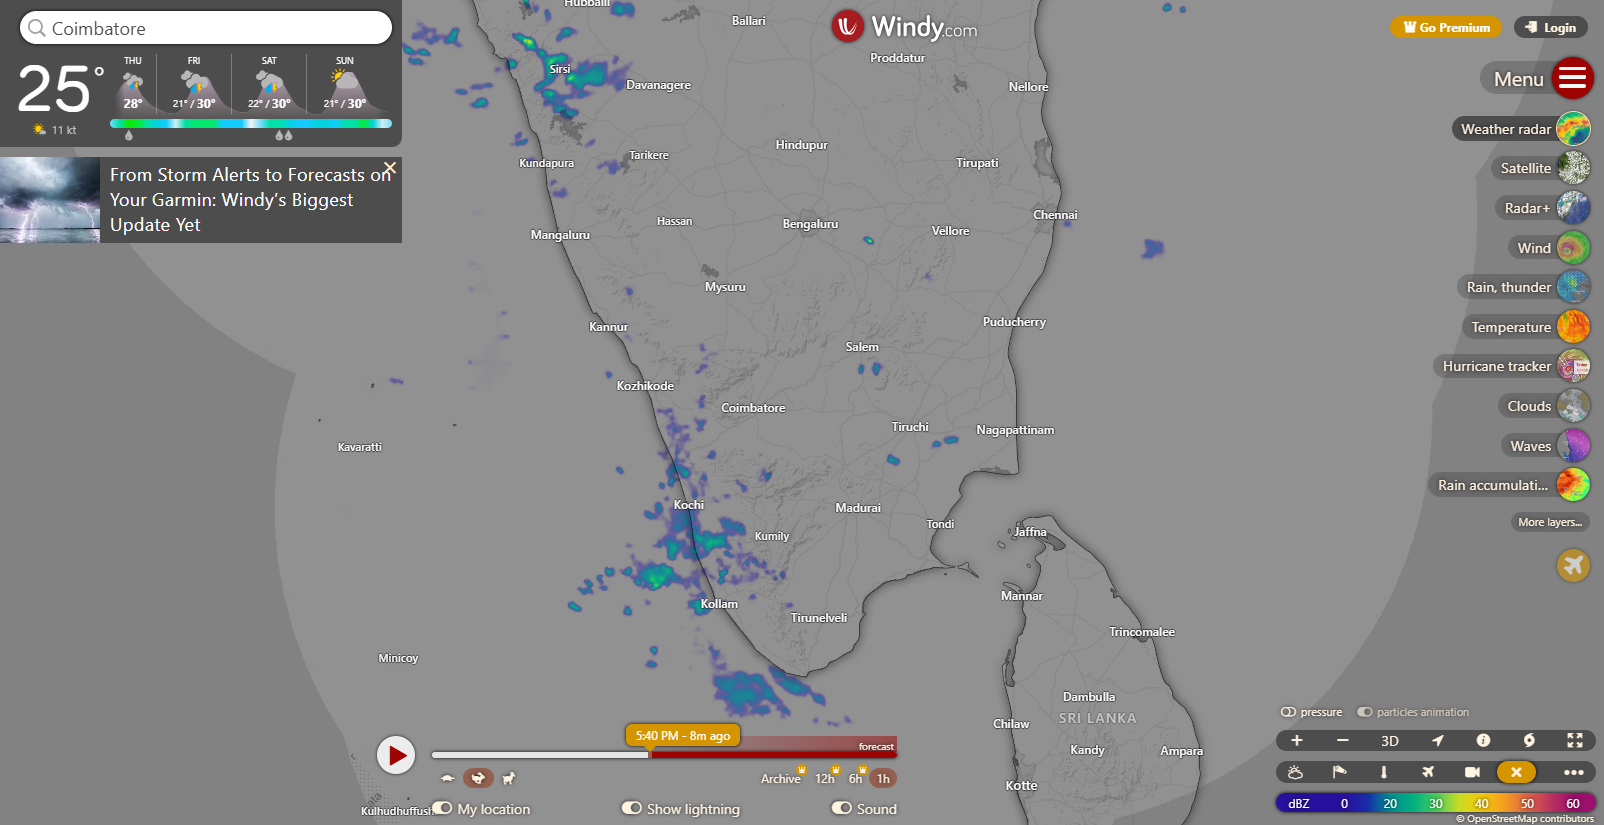 Coimbatore
25°
11 kt
THU
28°
FRI
21° / 30°
SAT
22° / 30°
SUN
21° / 30°
From Storm Alerts to Forecasts on
Your Garmin: Windy’s Biggest
Update Yet
Windy.com
Go Premium
Login
Menu
Weather radar
Satellite
Radar+
Wind
Rain, thunder
Temperature
Hurricane tracker
Clouds
Waves
Rain accumulati...
More layers...
Hubballi
Ballari
Proddatur
Sirsi
Davanagere
Nellore
Kundapura
Tarikere
Hindupur
Tirupati
Mangaluru
Hassan
Bengaluru
Vellore
Chennai
Mysuru
Kannur
Puducherry
Salem
Kozhikode
Coimbatore
Tiruchi
Nagapattinam
Kavaratti
Kochi
Madurai
Kumily
Tondi
Jaffna
Kollam
Tirunelveli
Mannar
Trincomalee
Minicoy
Dambulla
SRI LANKA
Chilaw
Kandy
Ampara
Kotte
Kulhudhuffushi
5:40 PM - 8m ago
forecast
Archive
12h
6h
1h
My location
Show lightning
Sound
pressure
particles animation
+
−
3D
dBZ
0
20
30
40
50
60
© OpenStreetMap contributors